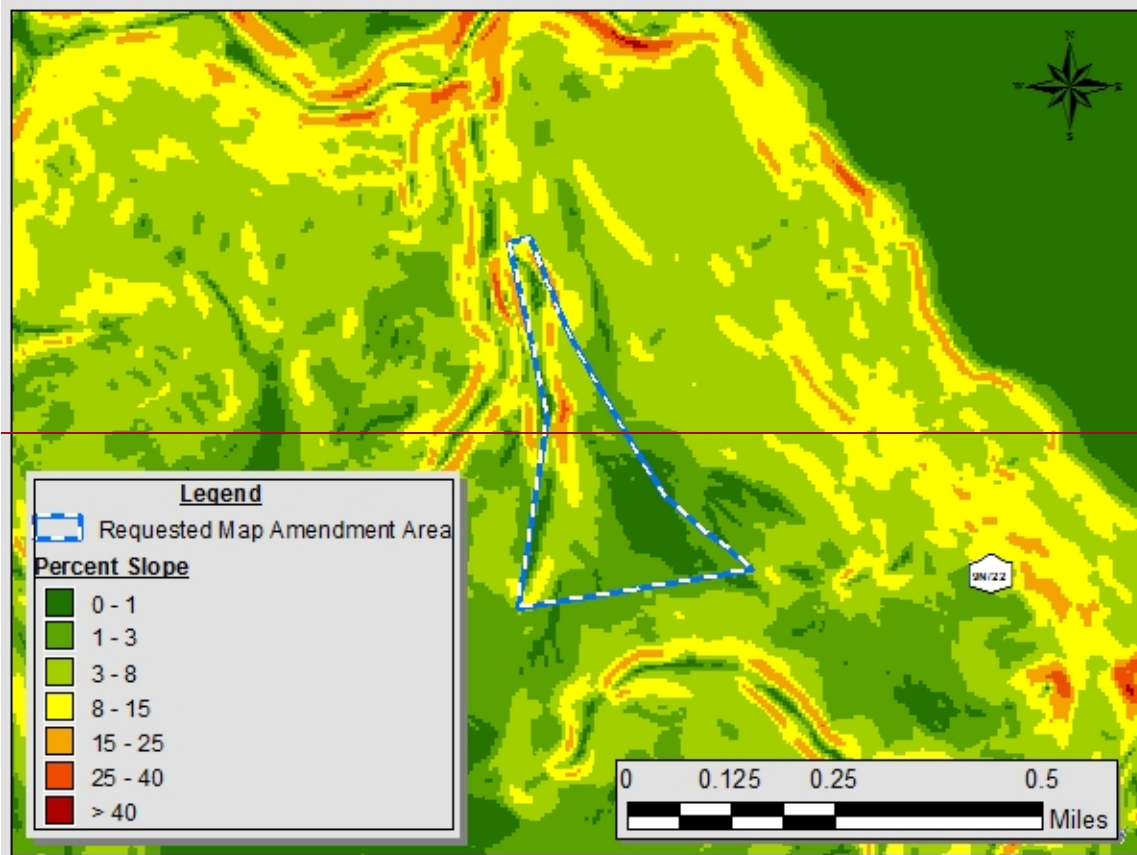 N
W
E
S
Legend
Requested Map Amendment Area
Percent Slope
0 - 1
1 - 3
3 - 8
8 - 15
15 - 25
25 - 40
> 40
9N/22
0 0.125 0.25 0.5
Miles